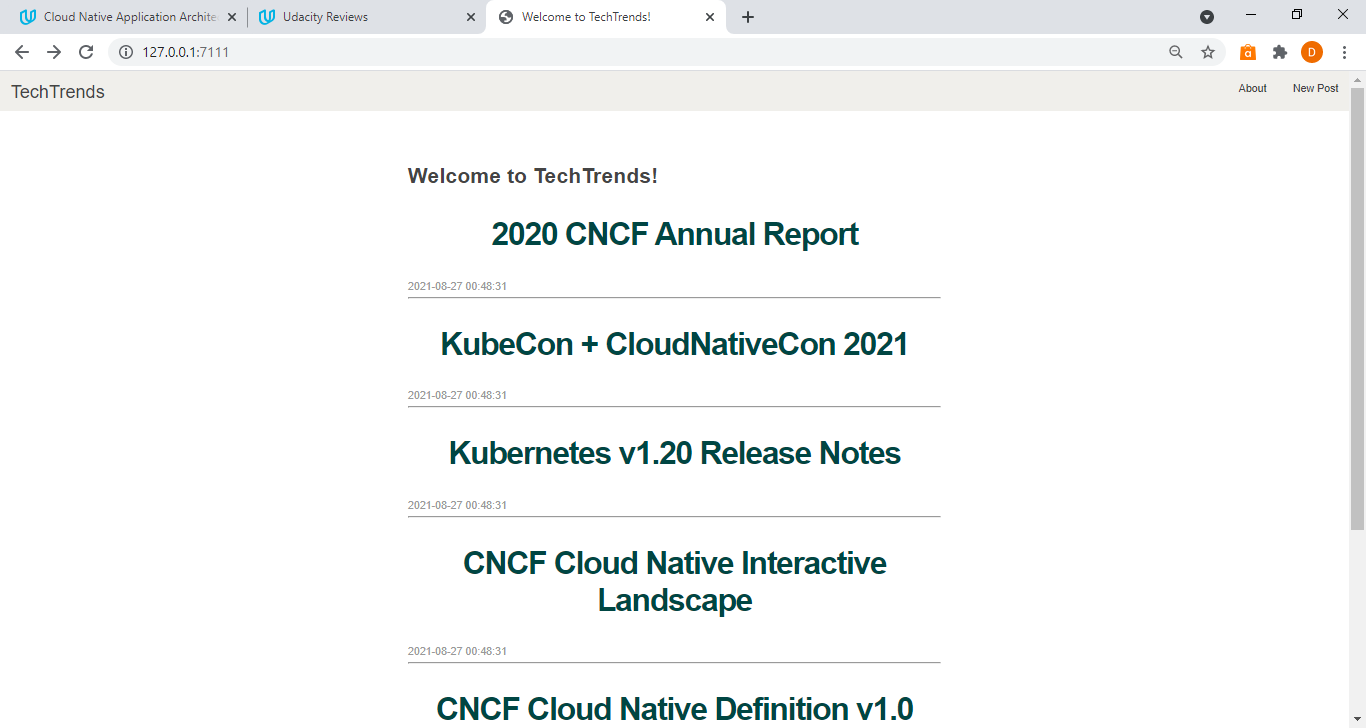 Cloud Native Application Archite
Udacity Reviews
Welcome to TechTrends!
127.0.0.1:7111
D
TechTrends
About
New Post
Welcome to TechTrends!
2020 CNCF Annual Report
2021-08-27 00:48:31
KubeCon + CloudNativeCon 2021
2021-08-27 00:48:31
Kubernetes v1.20 Release Notes
2021-08-27 00:48:31
CNCF Cloud Native Interactive
Landscape
2021-08-27 00:48:31
CNCF Cloud Native Definition v1.0